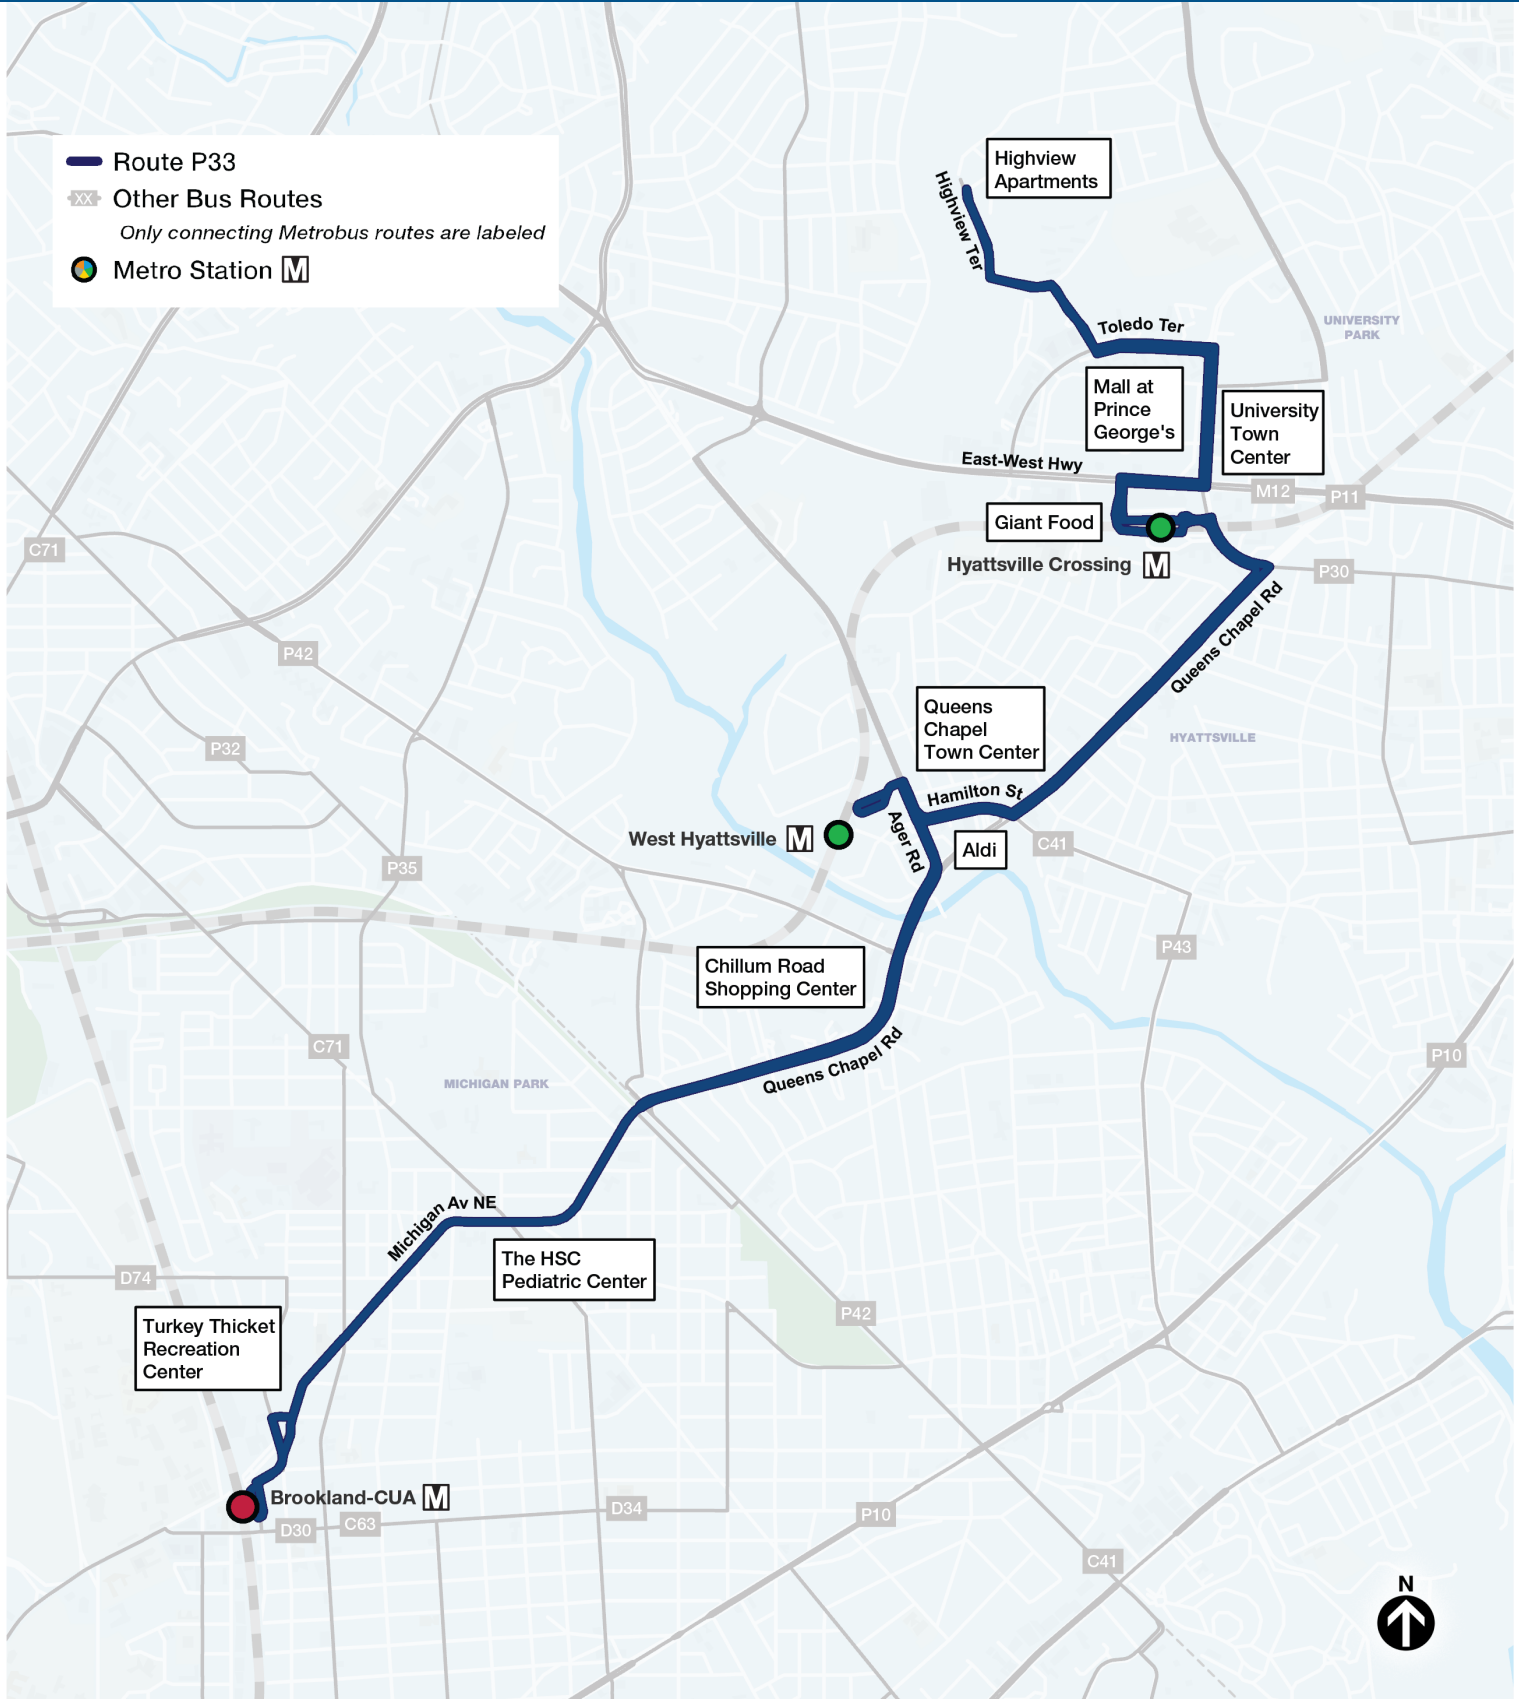 Route P33
XX
Other Bus Routes
Only connecting Metrobus routes are labeled
Metro Station M
Highview
Apartments
Highview Ter
Toledo Ter
UNIVERSITY
PARK
Mall at
Prince
George's
University
Town
Center
East-West Hwy
M12
P11
Giant Food
Hyattsville Crossing M
C71
P30
Queens Chapel Rd
P42
Queens
Chapel
Town Center
HYATTSVILLE
P32
Hamilton St
West Hyattsville M
Ager Rd
Aldi
C41
P35
P43
Chillum Road
Shopping Center
C71
Queens Chapel Rd
P10
MICHIGAN PARK
Michigan Av NE
The HSC
Pediatric Center
D74
P42
Turkey Thicket
Recreation
Center
Brookland-CUA M
D30
C63
D34
P10
C41
N